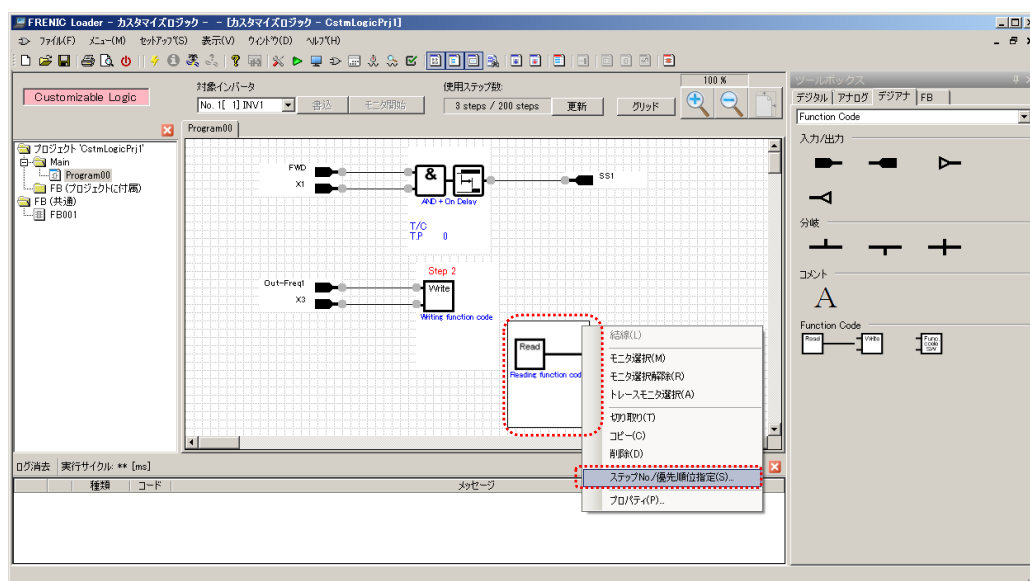 FRENIC Loader - カスタマイズロジック - - [カスタマイズロジック - CstmLogicPrj1]
ファイル(F) メニュー(M) セットアップ(S) 表示(V) ウィンドウ(D) ヘルプ(H)
Customizable Logic
対象インバータ
No. 1[ 1] INV1
書込
モニタ開始
使用ステップ数
3 steps / 200 steps
更新
グリッド
100 %
プロジェクト 'CstmLogicPrj1'
Main
Program00
FB (プロジェクトに付属)
FB (共通)
FB001
Program00
FWD
X1
&
SS1
AND + On Delay
T/C
T.P 0
Step 2
Out-Freq1
X3
Write
Writing function code
Read
Reading function cod
結線(L)
モニタ選択(M)
モニタ選択解除(R)
トレースモニタ選択(A)
切り取り(T)
コピー(C)
削除(D)
ステップNo./優先順位指定(S)...
プロパティ(P)...
ツールボックス
デジタル アナログ デジアナ FB
Function Code
入力/出力
分岐
コメント
A
Function Code
Read
Write
Func code SW
ログ消去 実行サイクル: ** [ms]
種類 コード メッセージ